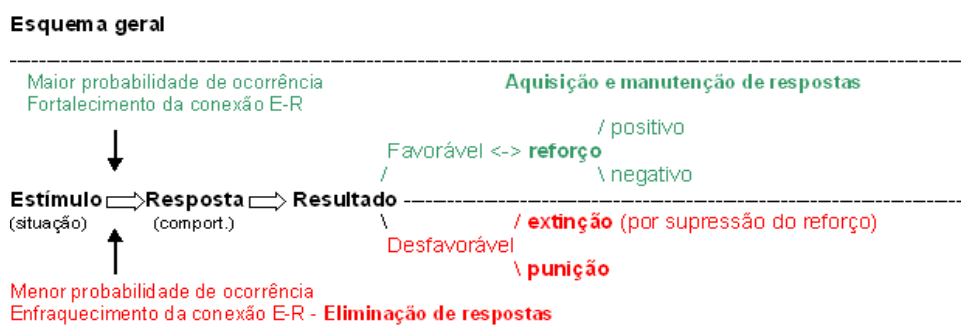 Esquema geral
Maior probabilidade de ocorrência
Fortalecimento da conexão E-R
Aquisição e manutenção de respostas
/ positivo
Favorável <-> reforço
/ \ negativo
Estímulo Resposta Resultado
(situação) (comport.)
\ / extinção (por supressão do reforço)
Desfavorável
\ punição
Menor probabilidade de ocorrência
Enfraquecimento da conexão E-R - Eliminação de respostas